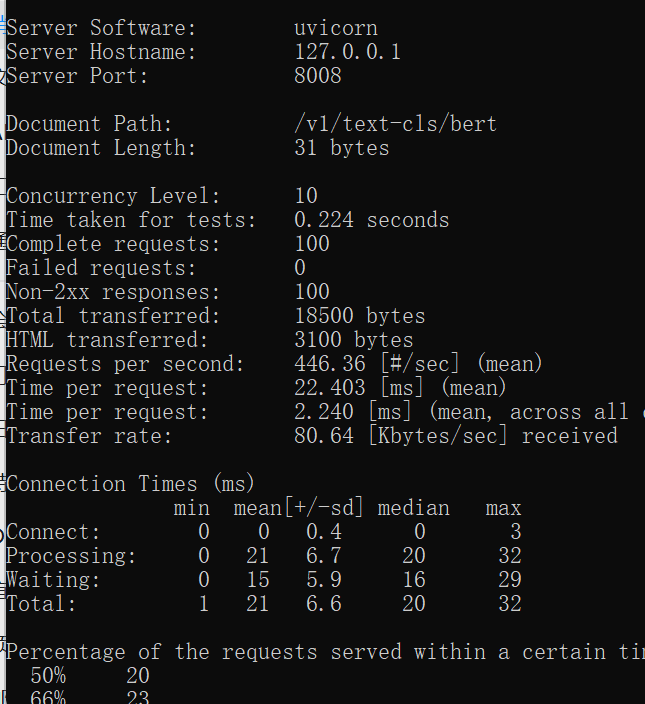 Server Software:        uvicorn
Server Hostname:        127.0.0.1
Server Port:            8008
Document Path:          /v1/text-cls/bert
Document Length:        31 bytes
Concurrency Level:      10
Time taken for tests:   0.224 seconds
Complete requests:      100
Failed requests:        0
Non-2xx responses:      100
Total transferred:      18500 bytes
HTML transferred:       3100 bytes
Requests per second:    446.36 [#/sec] (mean)
Time per request:       22.403 [ms] (mean)
Time per request:       2.240 [ms] (mean, across all
Transfer rate:          80.64 [Kbytes/sec] received
Connection Times (ms)
              min  mean[+/-sd] median   max
Connect:        0    0   0.4      0       3
Processing:     0   21   6.7     20      32
Waiting:        0   15   5.9     16      29
Total:          1   21   6.6     20      32
Percentage of the requests served within a certain
  50%     20
  66%     23